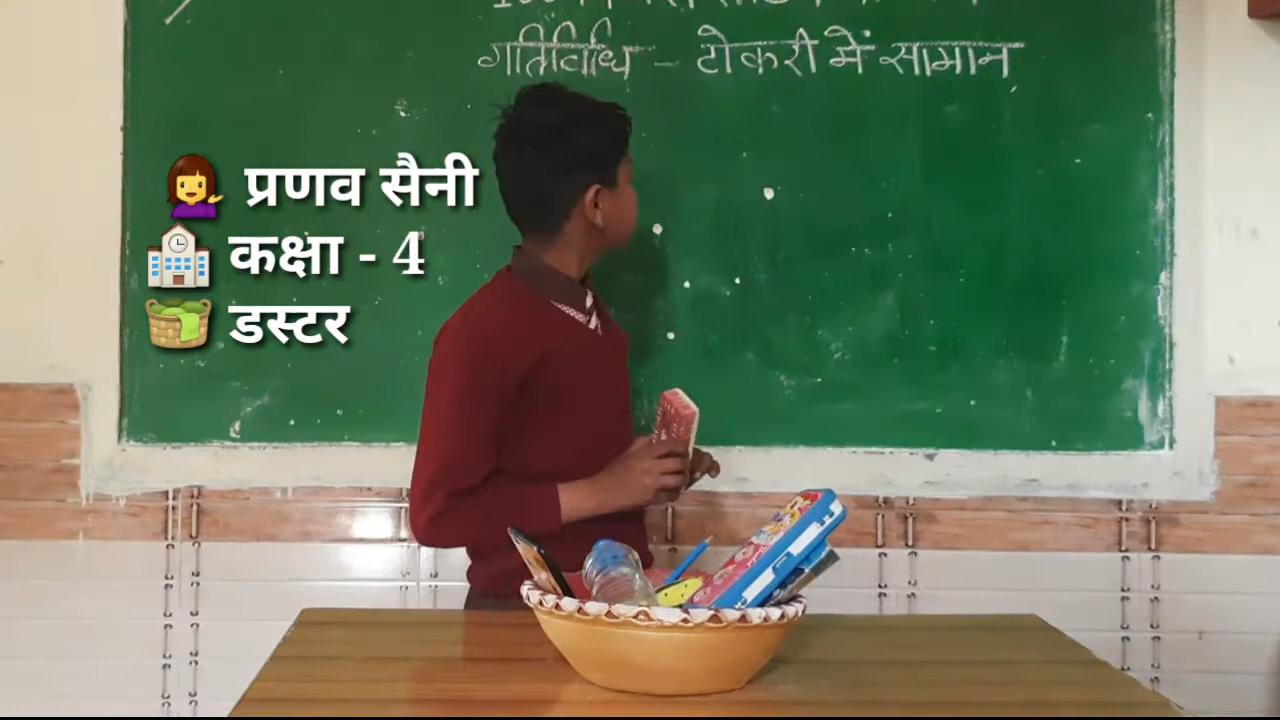 गतिविधि - टोकरी में सामान
प्रणव सैनी
कक्षा - 4
डस्टर